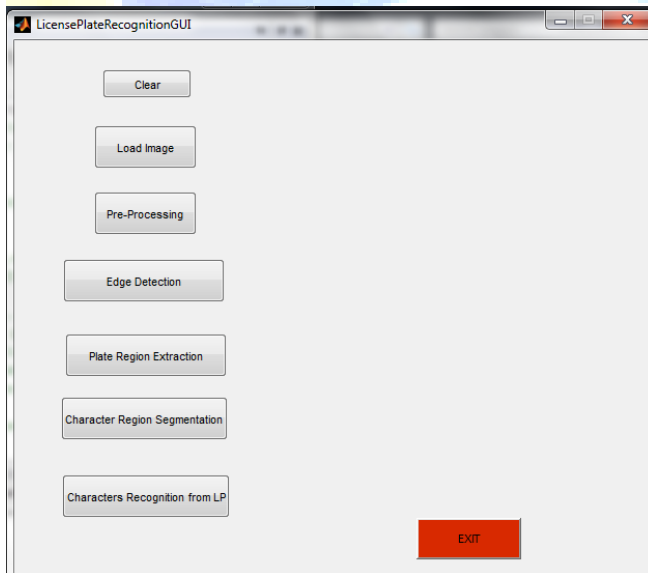 LicensePlateRecognitionGUI
Clear
Load Image
Pre-Processing
Edge Detection
Plate Region Extraction
Character Region Segmentation
Characters Recognition from LP
EXIT